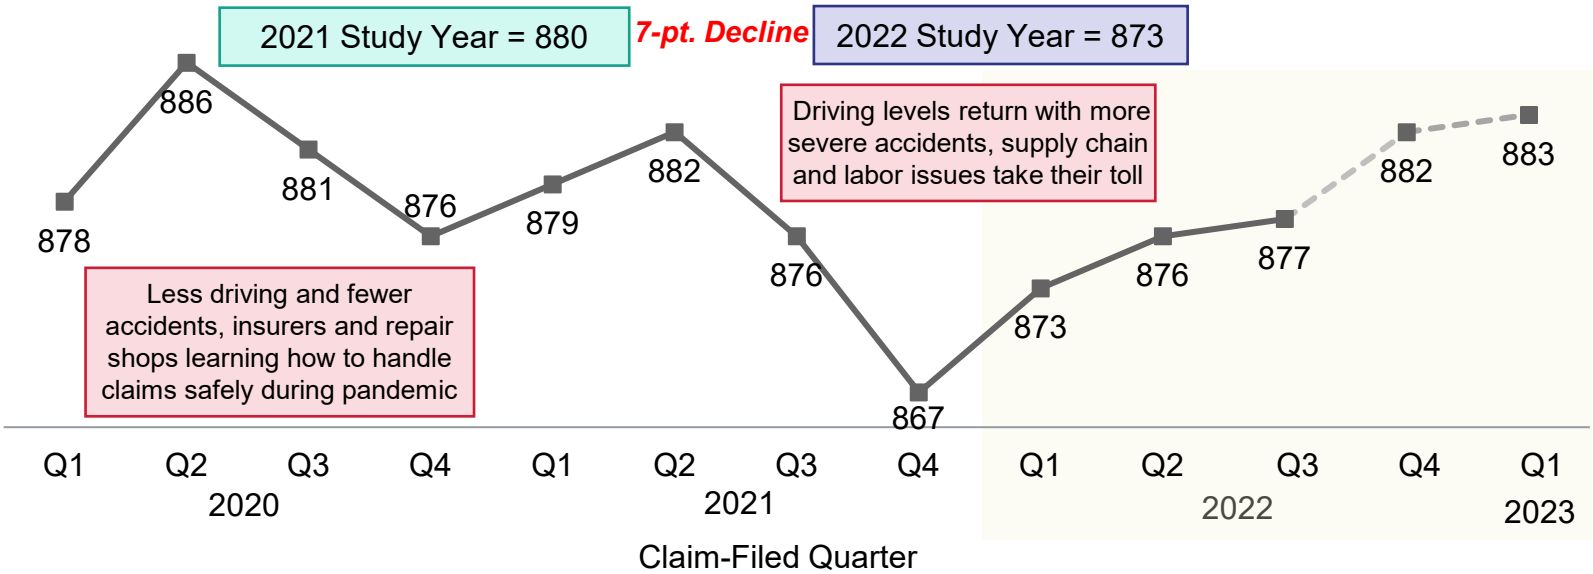 2021 Study Year = 880
7-pt. Decline
2022 Study Year = 873
Driving levels return with more
severe accidents, supply chain
and labor issues take their toll
Less driving and fewer
accidents, insurers and repair
shops learning how to handle
claims safely during pandemic
878
886
881
876
879
882
876
867
873
876
877
882
883
Q1 Q2 Q3 Q4 Q1 Q2 Q3 Q4 Q1 Q2 Q3 Q4 Q1
2020 2021 2022 2023
Claim-Filed Quarter